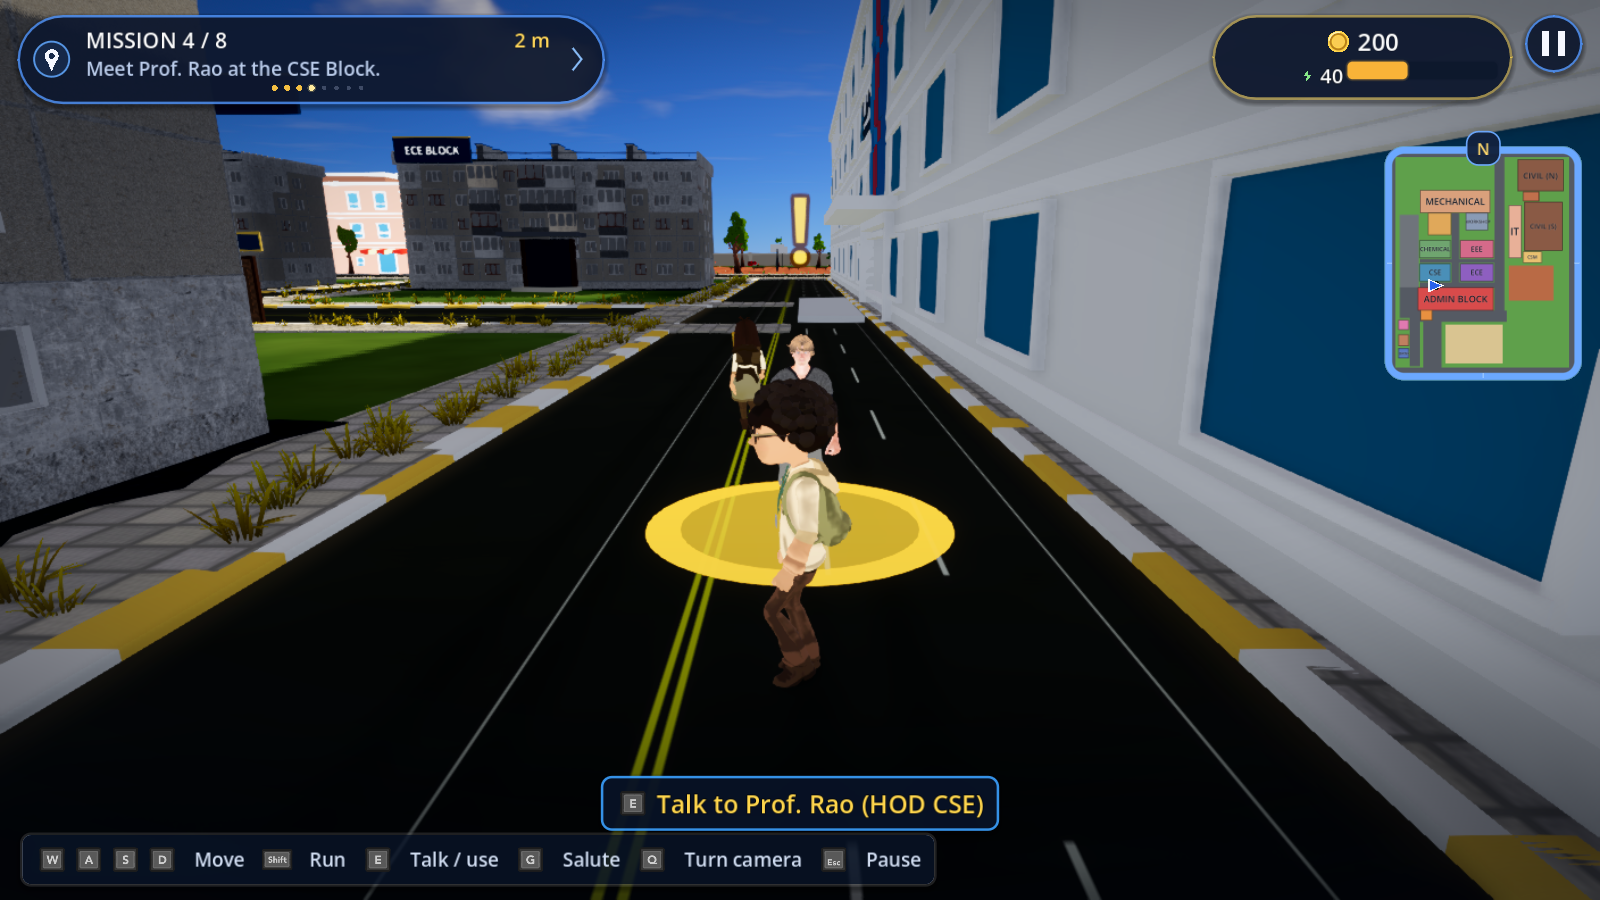 MISSION 4 / 8
2 m
Meet Prof. Rao at the CSE Block.
200
40
N
CIVIL (N)
MECHANICAL
IT
CIVIL (S)
CHEMICAL
EEE
CSE
ECE
ADMIN BLOCK
ECE BLOCK
E Talk to Prof. Rao (HOD CSE)
W A S D Move Shift Run E Talk / use G Salute Q Turn camera Esc Pause